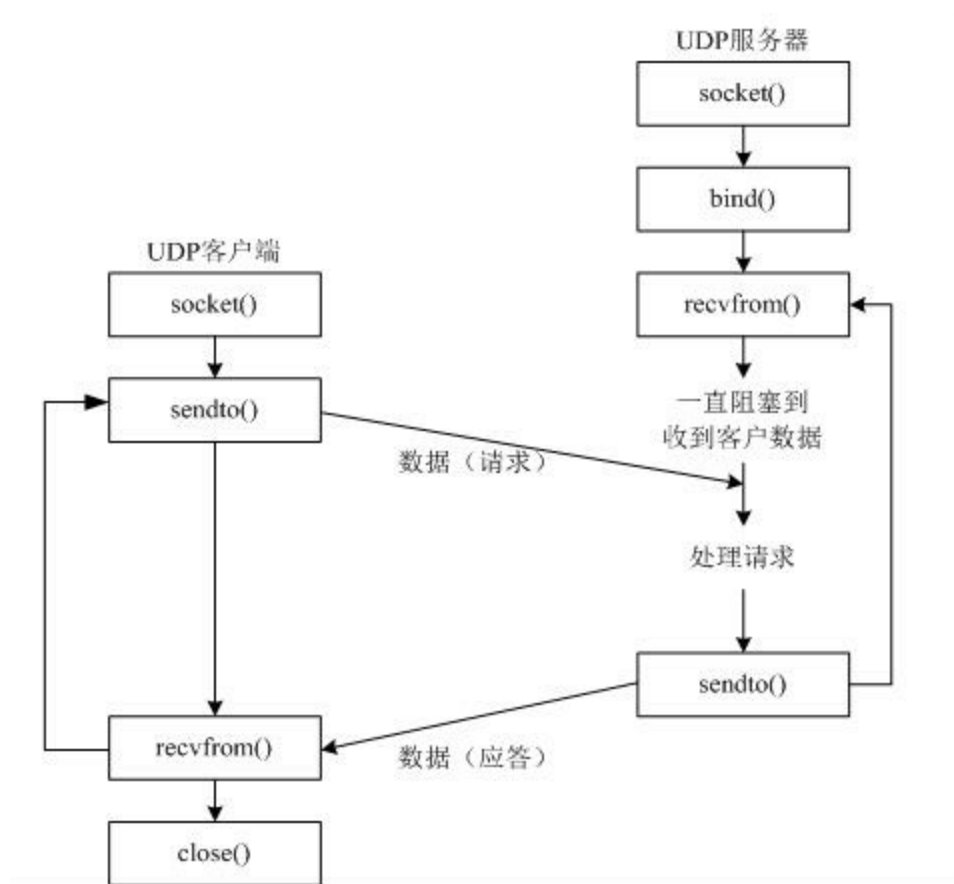 UDP服务器
socket()
bind()
recvfrom()
一直阻塞到
收到客户数据
处理请求
sendto()
UDP客户端
socket()
sendto()
数据（请求）
recvfrom()
数据（应答）
close()